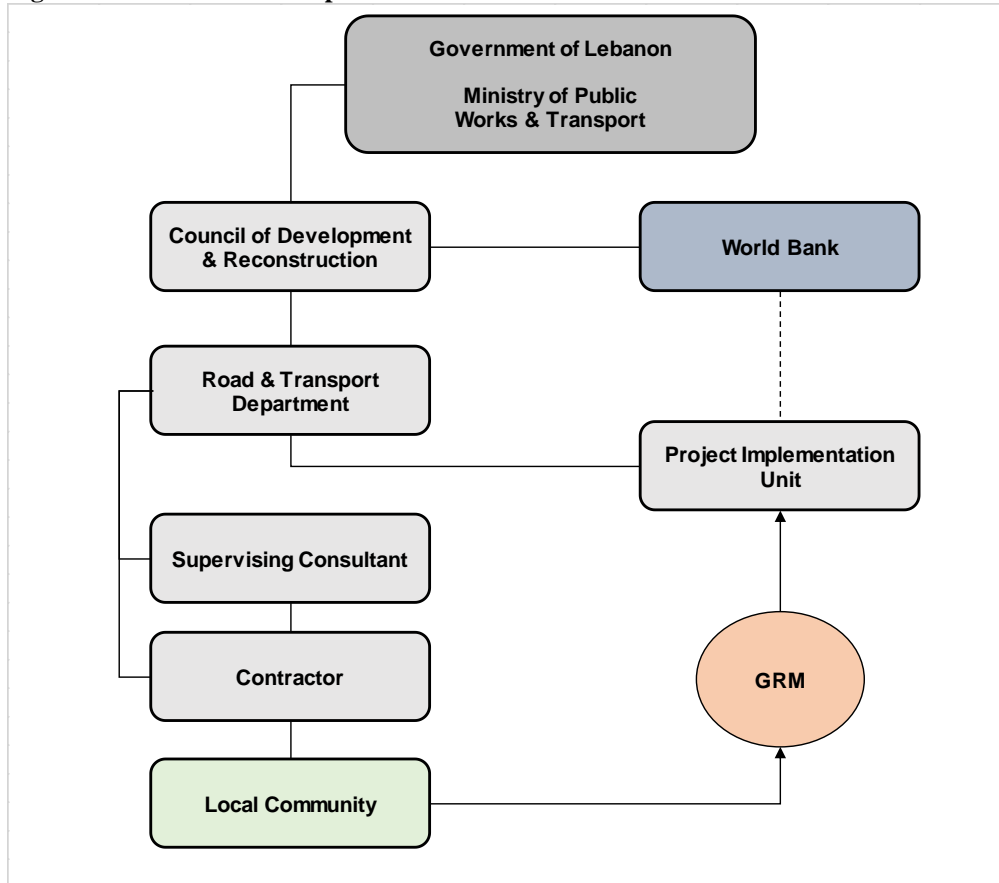 Government of Lebanon
Ministry of Public
Works & Transport
Council of Development
& Reconstruction
World Bank
Road & Transport
Department
Project Implementation
Unit
Supervising Consultant
Contractor
GRM
Local Community